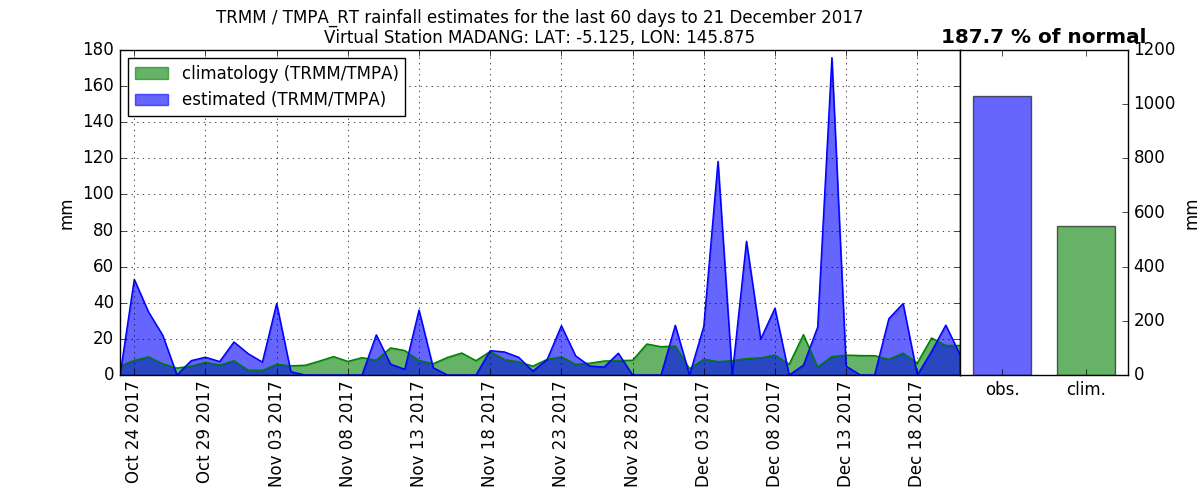 TRMM / TMPA_RT rainfall estimates for the last 60 days to 21 December 2017
Virtual Station MADANG: LAT: -5.125, LON: 145.875
187.7 % of normal
climatology (TRMM/TMPA)
estimated (TRMM/TMPA)
mm
180
160
140
120
100
80
60
40
20
0
Oct 24 2017
Oct 29 2017
Nov 03 2017
Nov 08 2017
Nov 13 2017
Nov 18 2017
Nov 23 2017
Nov 28 2017
Dec 03 2017
Dec 08 2017
Dec 13 2017
Dec 18 2017
obs.
clim.
1200
1000
800
600
400
200
0
mm